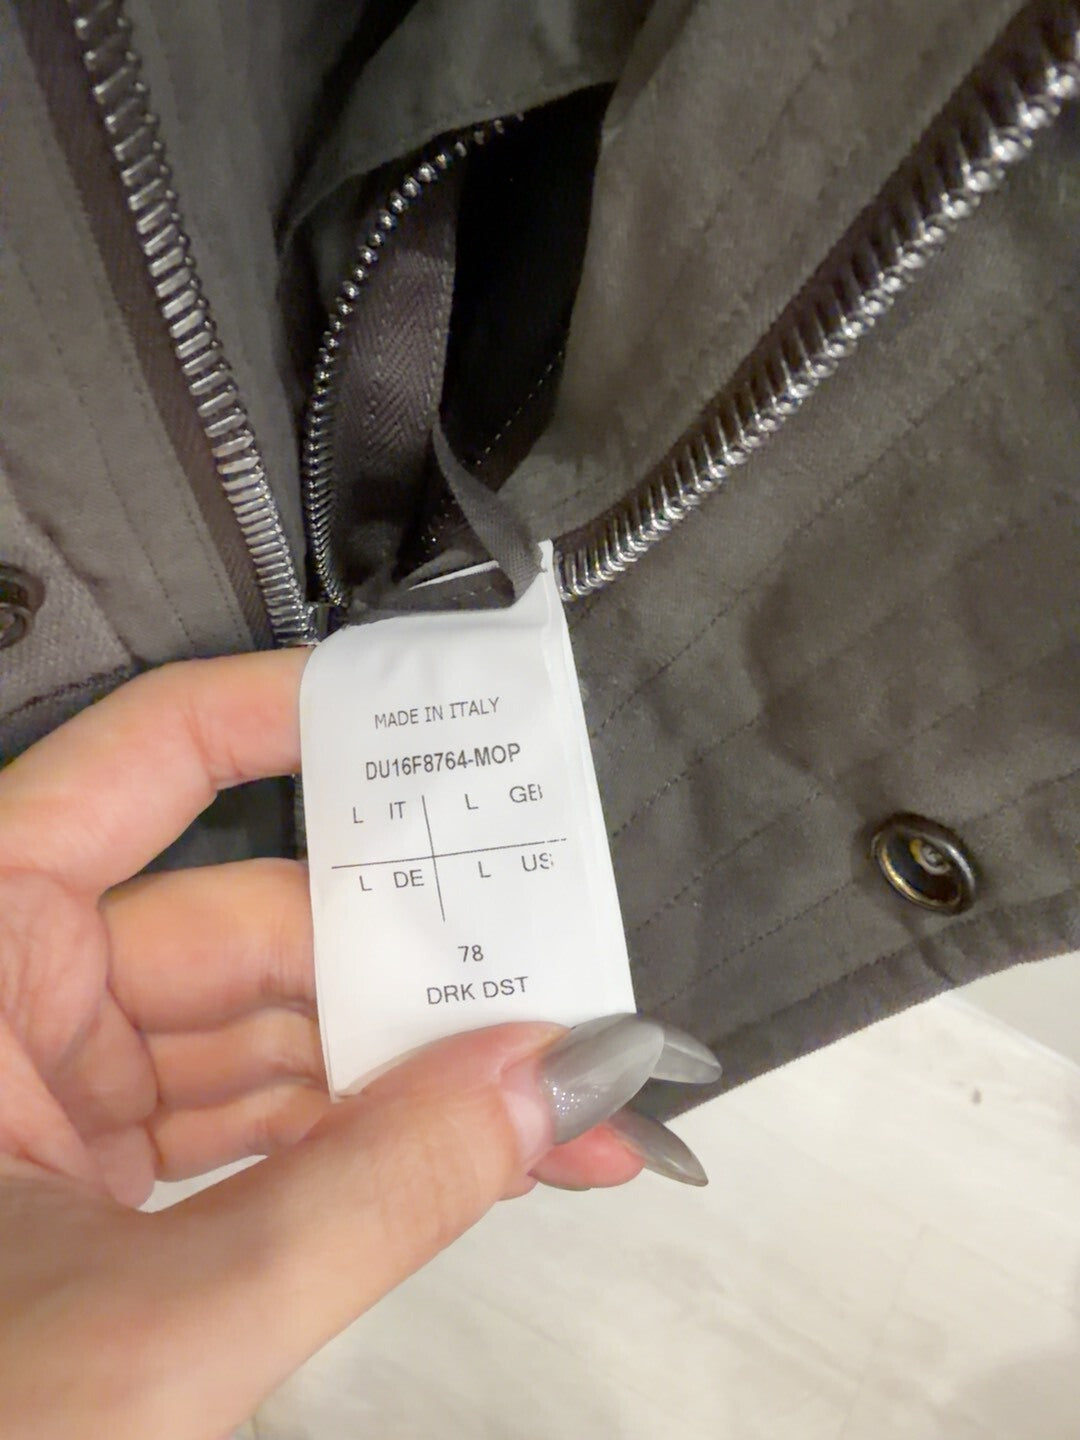 MADE IN ITALY
DU16F8764-MOP
L IT L GB
L DE L US
78
DRK DST